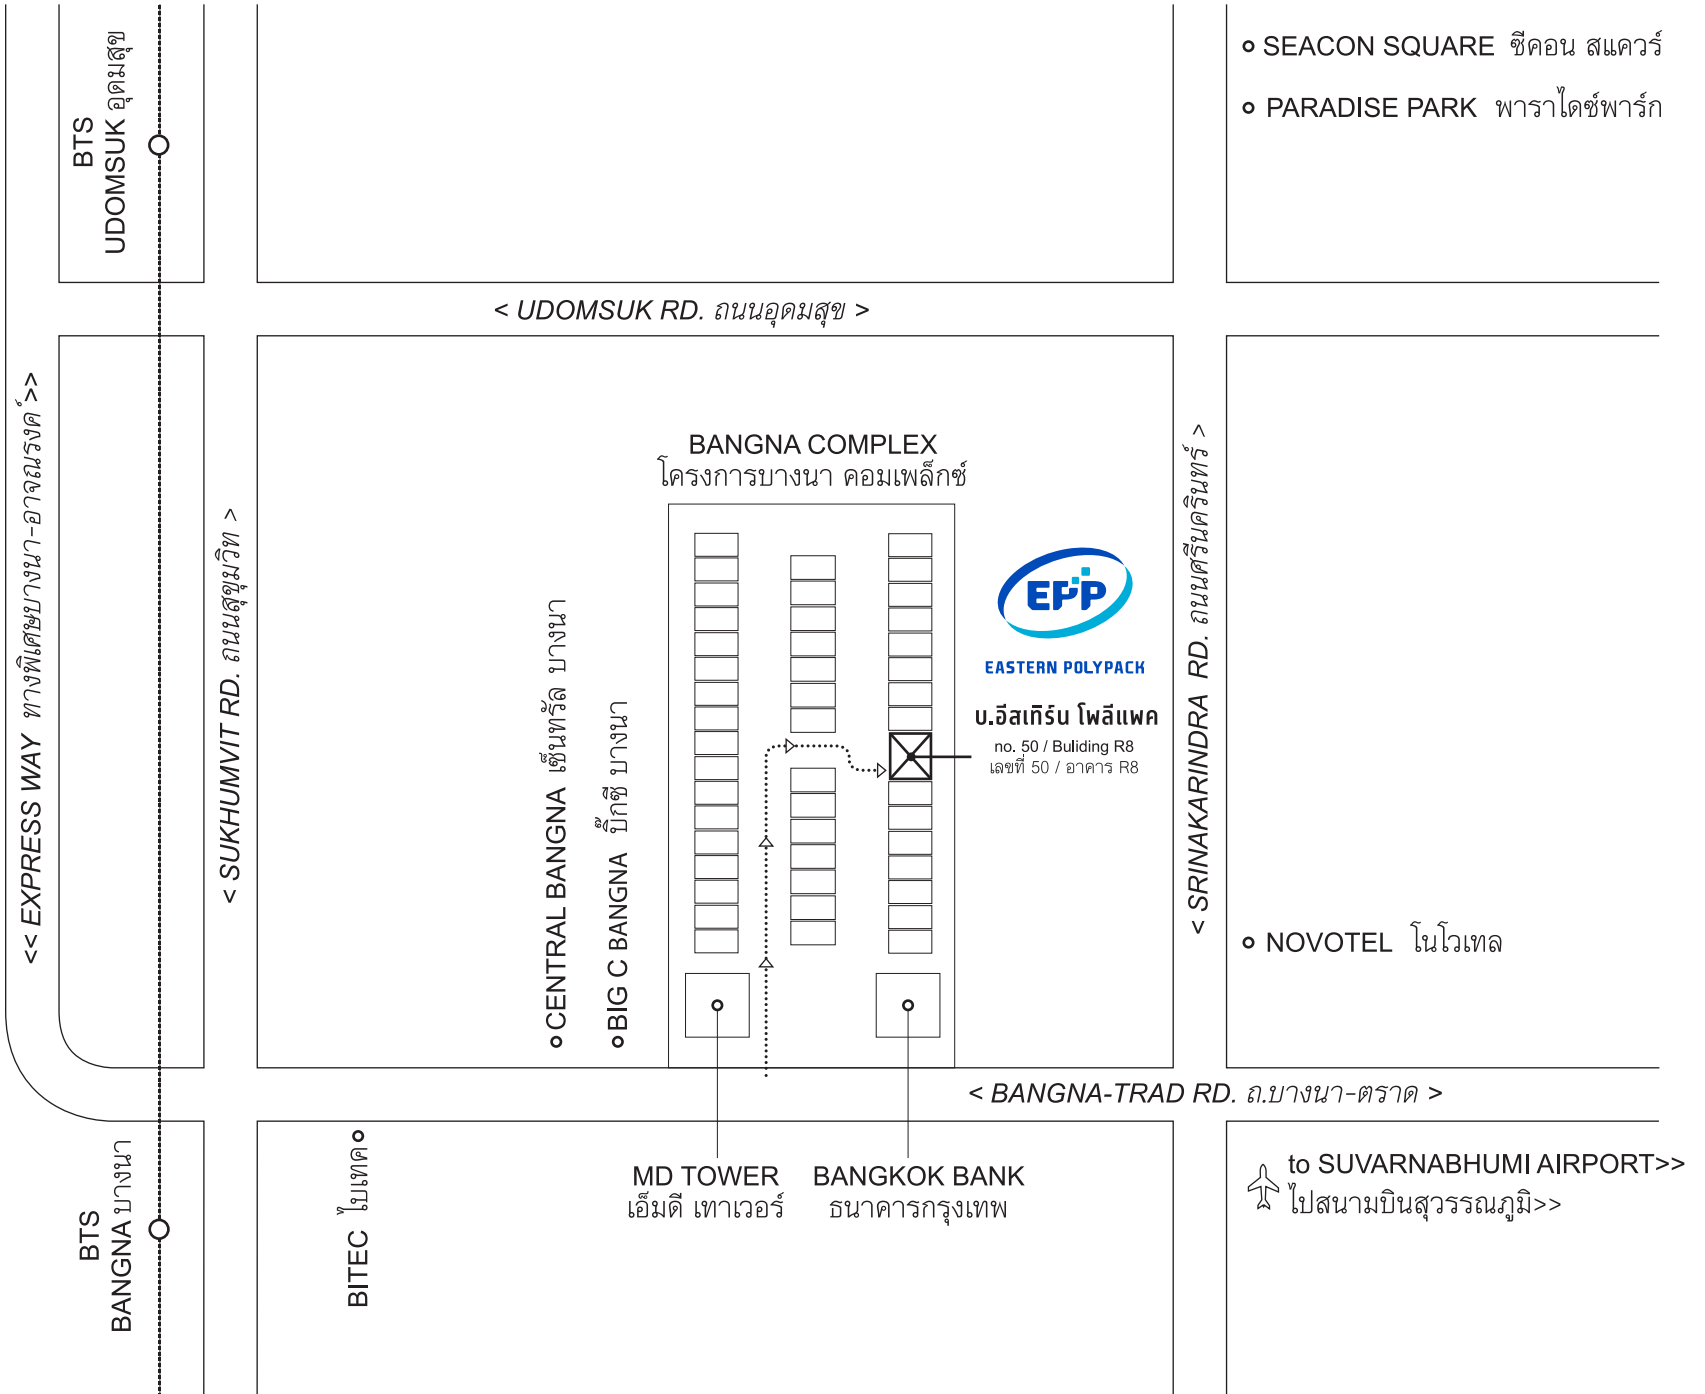 BTS
UDOMSUK อุดมสุข
SEACON SQUARE ซีคอน สแควร์
PARADISE PARK พาราไดซ์พาร์ก
< UDOMSUK RD. ถนนอุดมสุข >
<< EXPRESS WAY ทางพิเศษบางนา-อาจณรงค์ >>
< SUKHUMVIT RD. ถนนสุขุมวิท >
CENTRAL BANGNA เซ็นทรัล บางนา
BIG C BANGNA บิ๊กซี บางนา
BANGNA COMPLEX
โครงการบางนา คอมเพล็กซ์
EPP
EASTERN POLYPACK
บ.อีสเทิร์น โพลีแพค
no. 50 / Buliding R8
เลขที่ 50 / อาคาร R8
< SRINAKARINDRA RD. ถนนศรีนครินทร์ >
NOVOTEL โนโวเทล
< BANGNA-TRAD RD. ถ.บางนา-ตราด >
BTS
BANGNA บางนา
BITEC ไบเทค
MD TOWER
เอ็มดี เทาเวอร์
BANGKOK BANK
ธนาคารกรุงเทพ
to SUVARNABHUMI AIRPORT>>
ไปสนามบินสุวรรณภูมิ>>